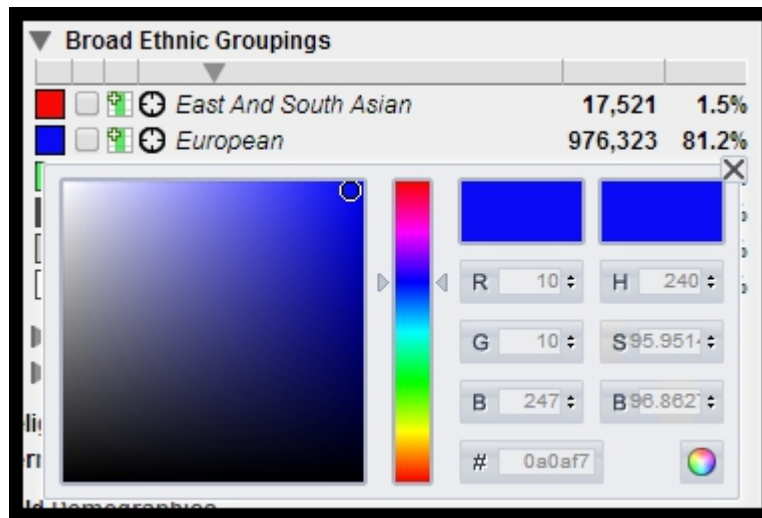 Broad Ethnic Groupings
East And South Asian 17,521 1.5%
European 976,323 81.2%
R 10 H 240
G 10 S 95.951
B 247 B 96.862
# 0a0af7